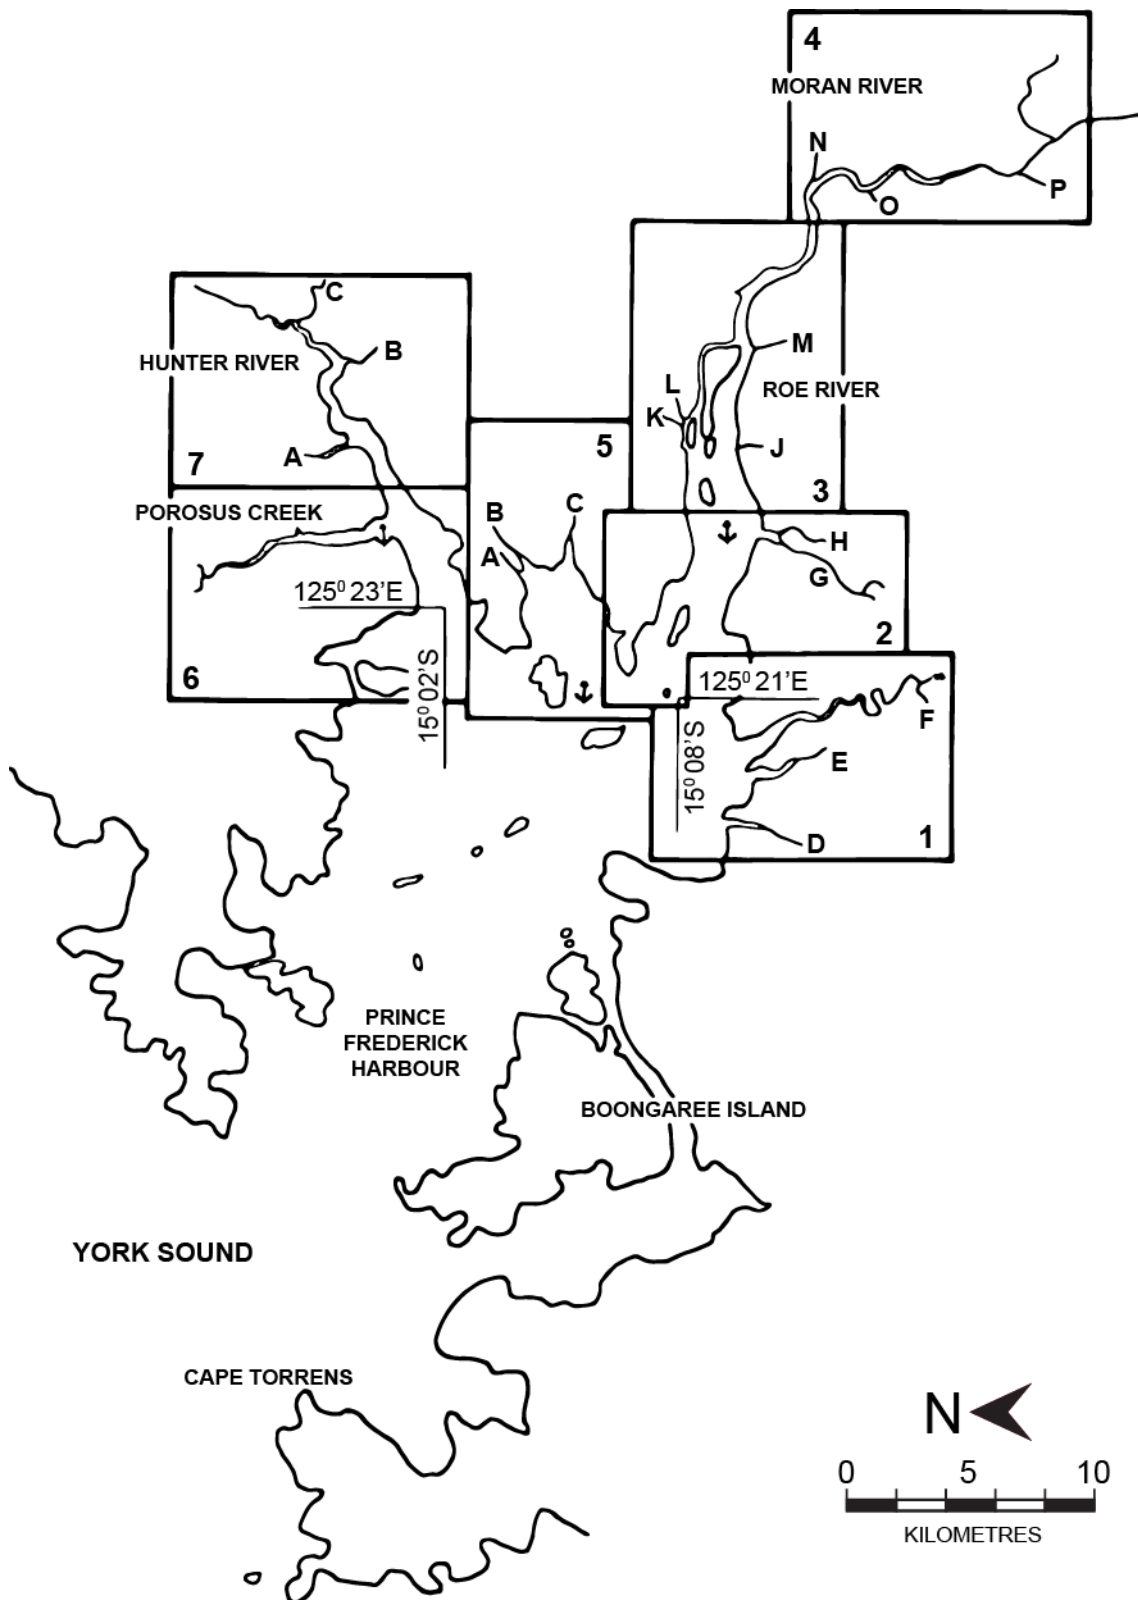 4
MORAN RIVER
N
P
O
C
HUNTER RIVER
B
M
L
ROE RIVER
K
5
J
A
7
3
POROSUS CREEK
B
C
H
A
G
125⁰ 23'E
2
6
15⁰ 02'S
125⁰ 21'E
F
15⁰ 08'S
E
D
1
PRINCE
FREDERICK
HARBOUR
BOONGAREE ISLAND
YORK SOUND
CAPE TORRENS
N
0 5 10
KILOMETRES